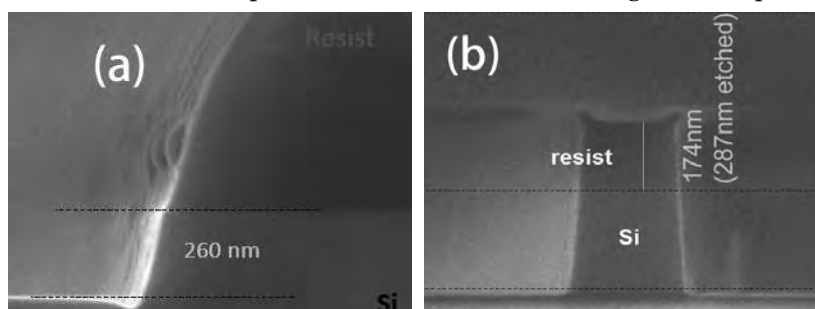 (a)
Resist
260 nm
Si
(b)
resist
174nm
(287nm etched)
Si